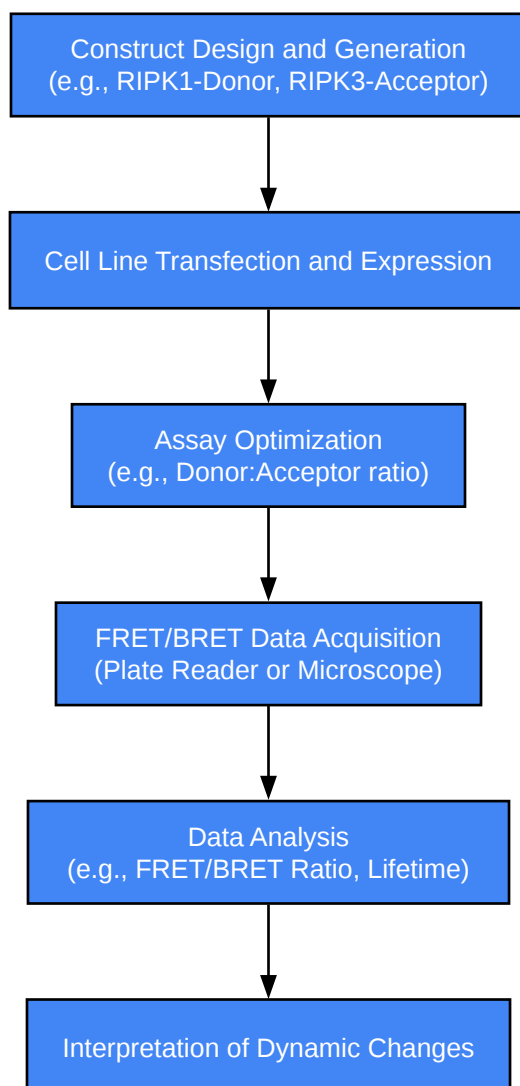 Construct Design and Generation
(e.g., RIPK1-Donor, RIPK3-Acceptor)
Cell Line Transfection and Expression
Assay Optimization
(e.g., Donor:Acceptor ratio)
FRET/BRET Data Acquisition
(Plate Reader or Microscope)
Data Analysis
(e.g., FRET/BRET Ratio, Lifetime)
Interpretation of Dynamic Changes